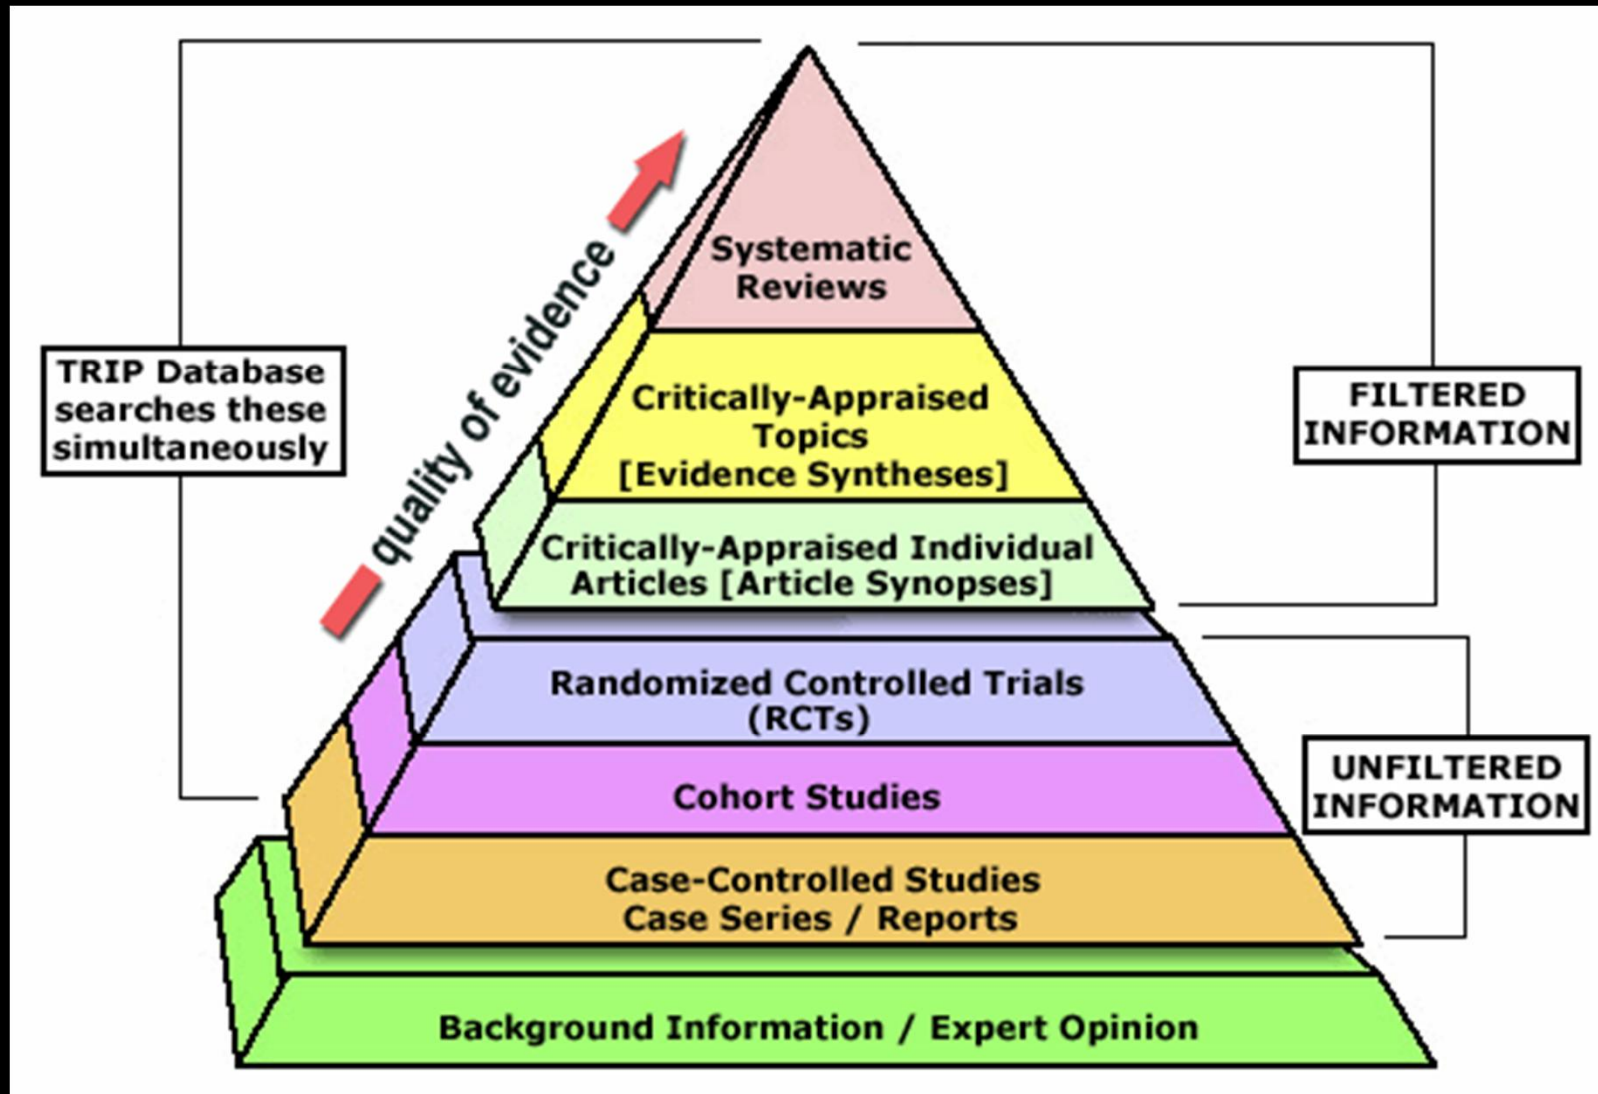 Systematic
Reviews
quality of evidence
TRIP Database
searches these
simultaneously
FILTERED
INFORMATION
Critically-Appraised
Topics
[Evidence Syntheses]
Critically-Appraised Individual
Articles [Article Synopses]
Randomized Controlled Trials
(RCTs)
UNFILTERED
INFORMATION
Cohort Studies
Case-Controlled Studies
Case Series / Reports
Background Information / Expert Opinion